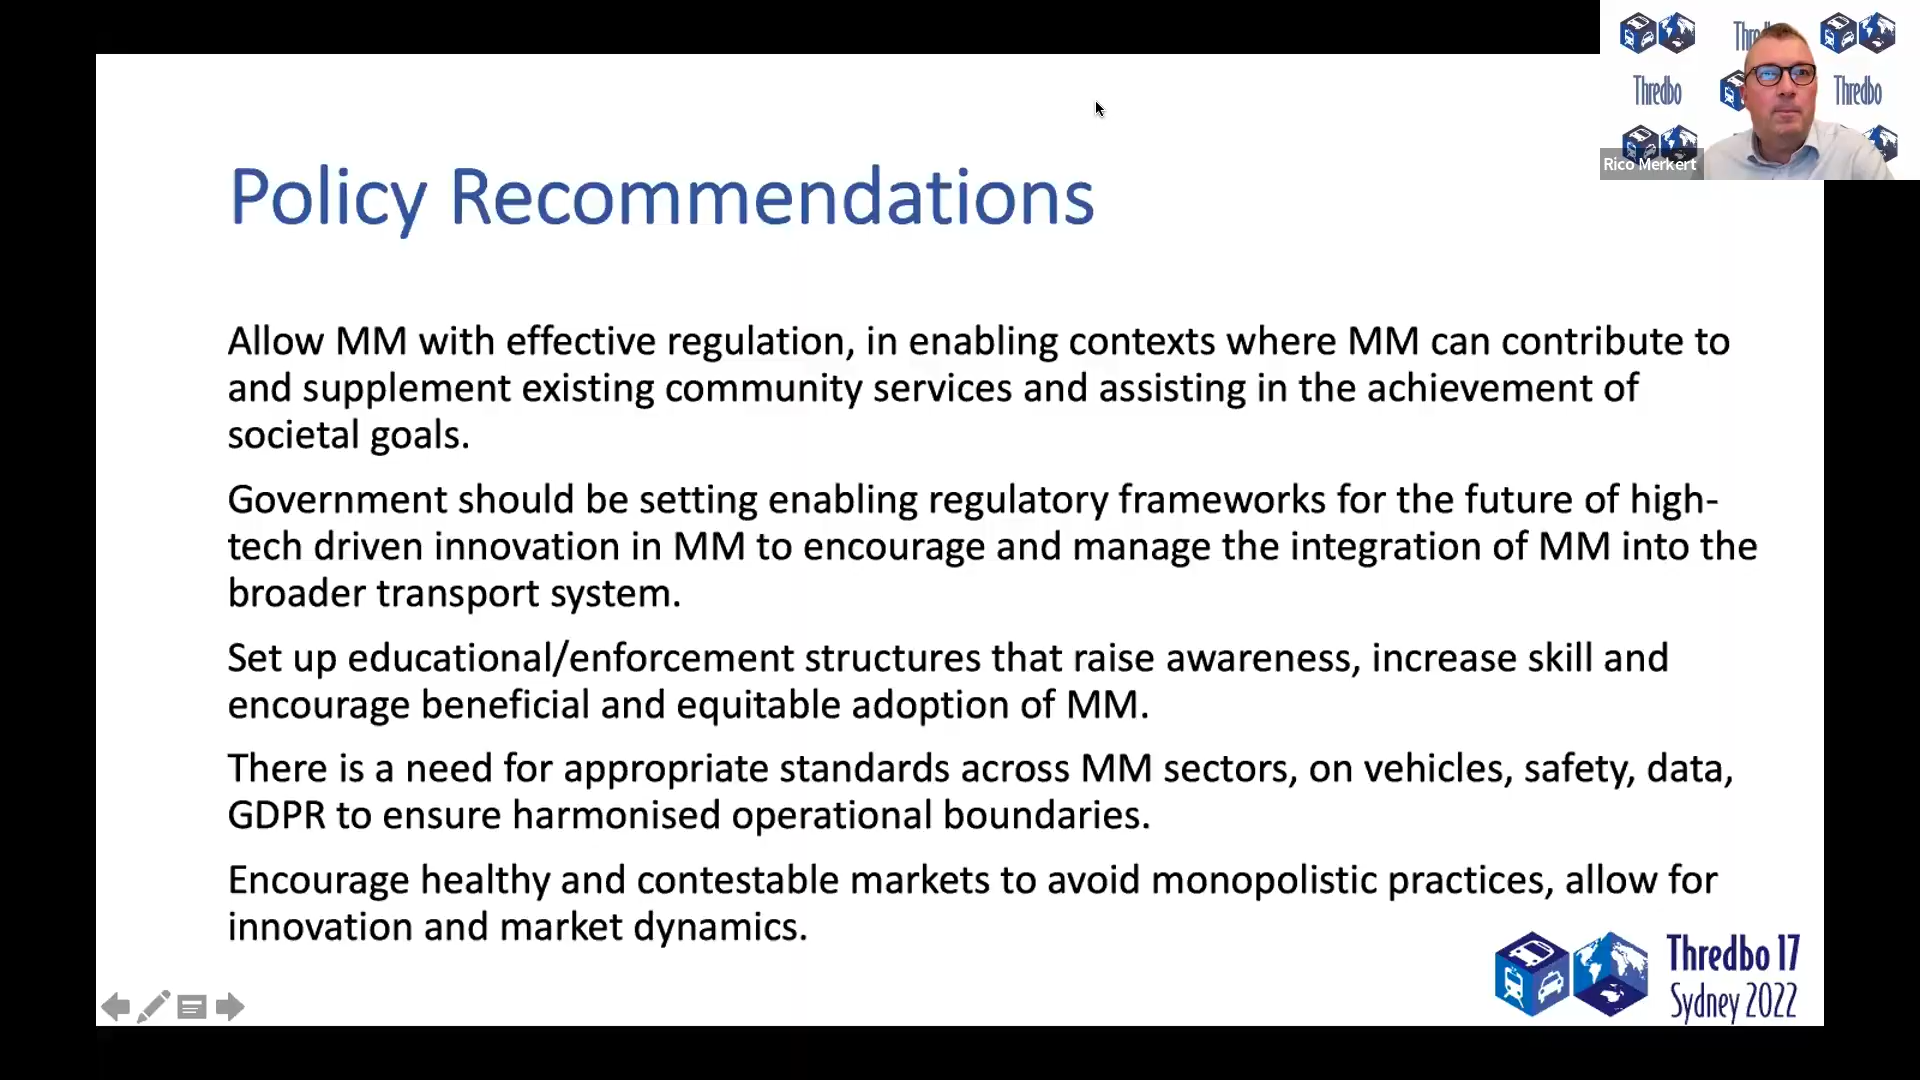 Thredbo
Thredbo
Rico Merkert
Policy Recommendations
Allow MM with effective regulation, in enabling contexts where MM can contribute to
and supplement existing community services and assisting in the achievement of
societal goals.
Government should be setting enabling regulatory frameworks for the future of high-
tech driven innovation in MM to encourage and manage the integration of MM into the
broader transport system.
Set up educational/enforcement structures that raise awareness, increase skill and
encourage beneficial and equitable adoption of MM.
There is a need for appropriate standards across MM sectors, on vehicles, safety, data,
GDPR to ensure harmonised operational boundaries.
Encourage healthy and contestable markets to avoid monopolistic practices, allow for
innovation and market dynamics.
Thredbo 17
Sydney 2022